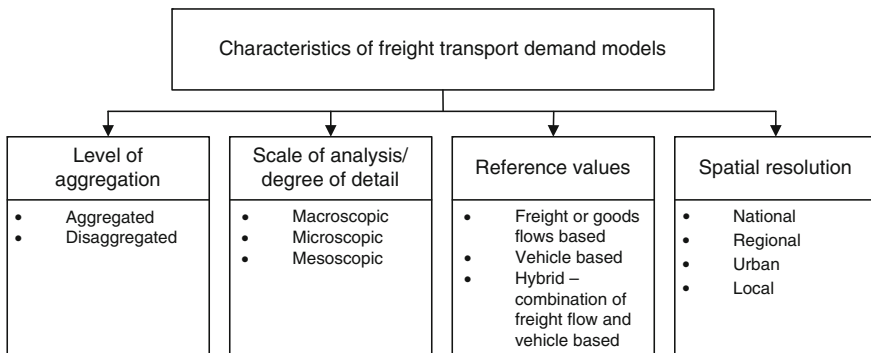 Characteristics of freight transport demand models
Level of
aggregation
• Aggregated
• Disaggregated
Scale of analysis/
degree of detail
• Macroscopic
• Microscopic
• Mesoscopic
Reference values
• Freight or goods
flows based
• Vehicle based
• Hybrid –
combination of
freight flow and
vehicle based
Spatial resolution
• National
• Regional
• Urban
• Local